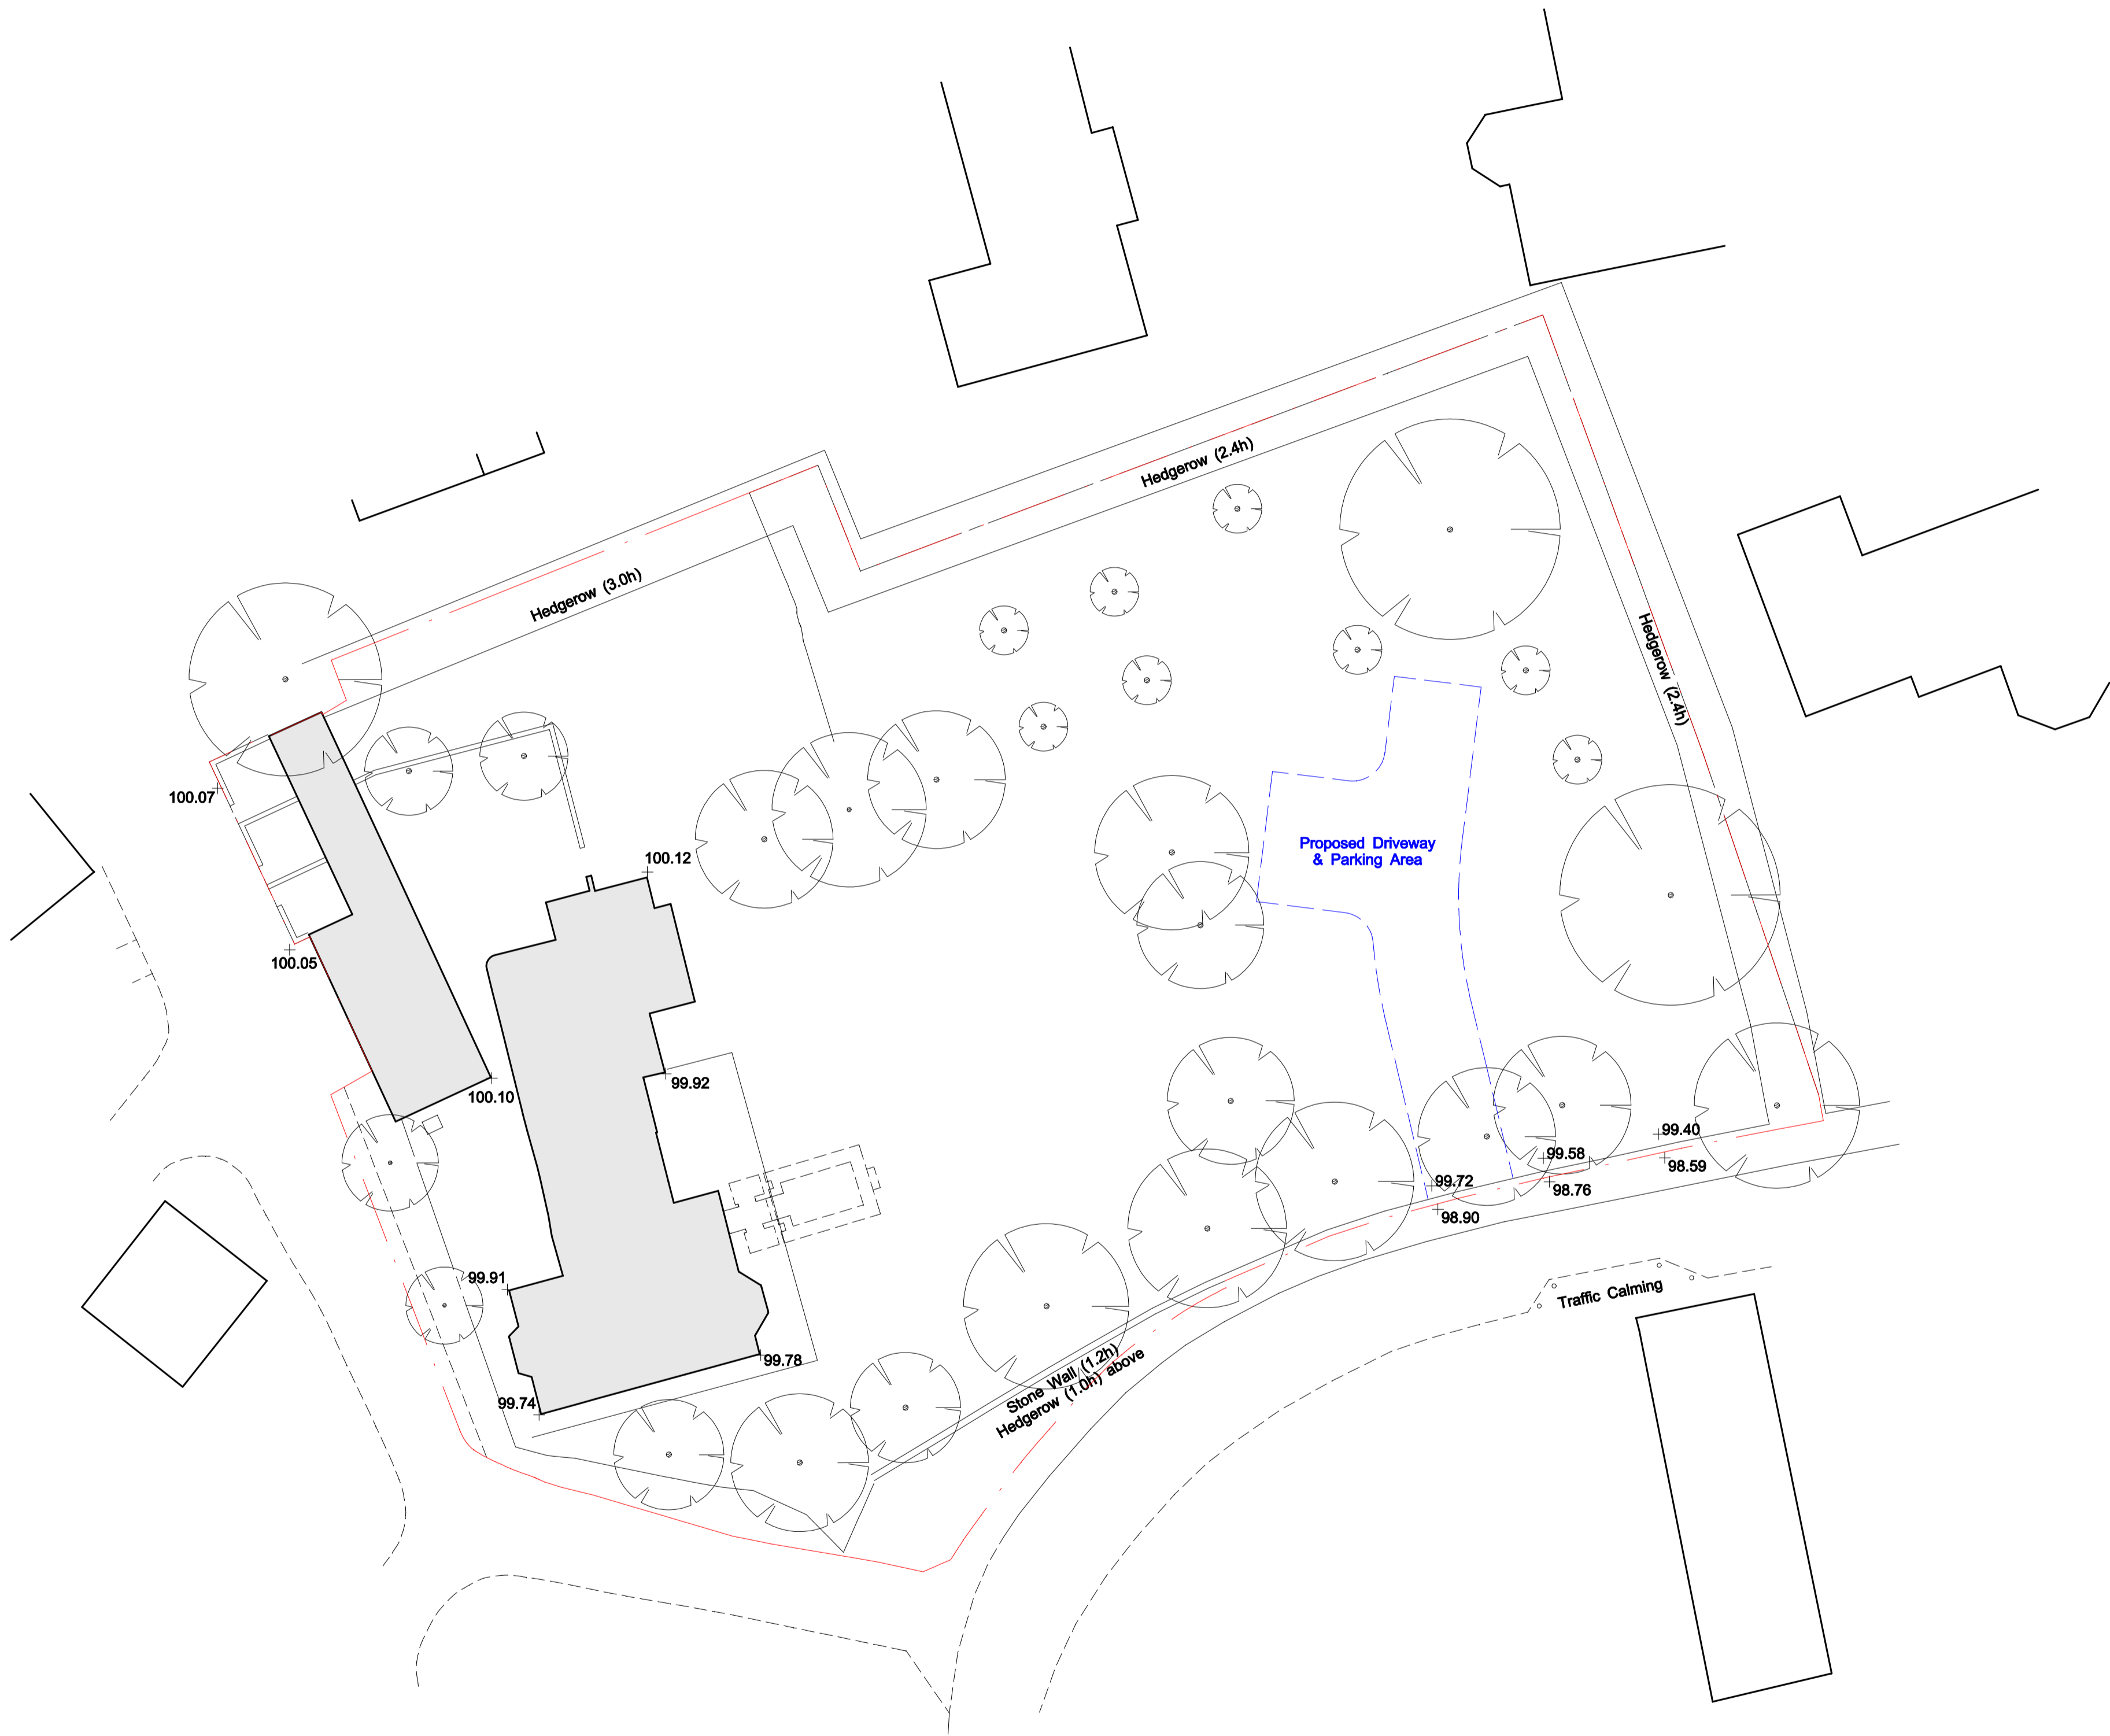 Hedgerow (2.4h)
Hedgerow (3.0h)
Hedgerow (2.4h)
100.07
Proposed Driveway
& Parking Area
100.12
100.05
99.92
100.10
99.40
99.58
98.59
99.72
98.76
98.90
99.91
Traffic Calming
99.78
Stone Wall (1.2h)
Hedgerow (1.0h) above
99.74